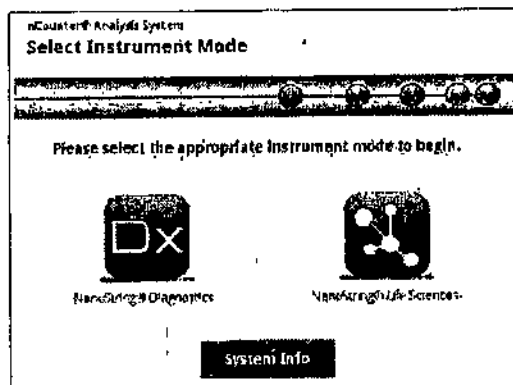 nCounter® Analysis System
Select Instrument Mode
Please select the appropriate instrument mode to begin.
Dx
NanoString® Diagnostics
NanoString® Life Sciences
System Info